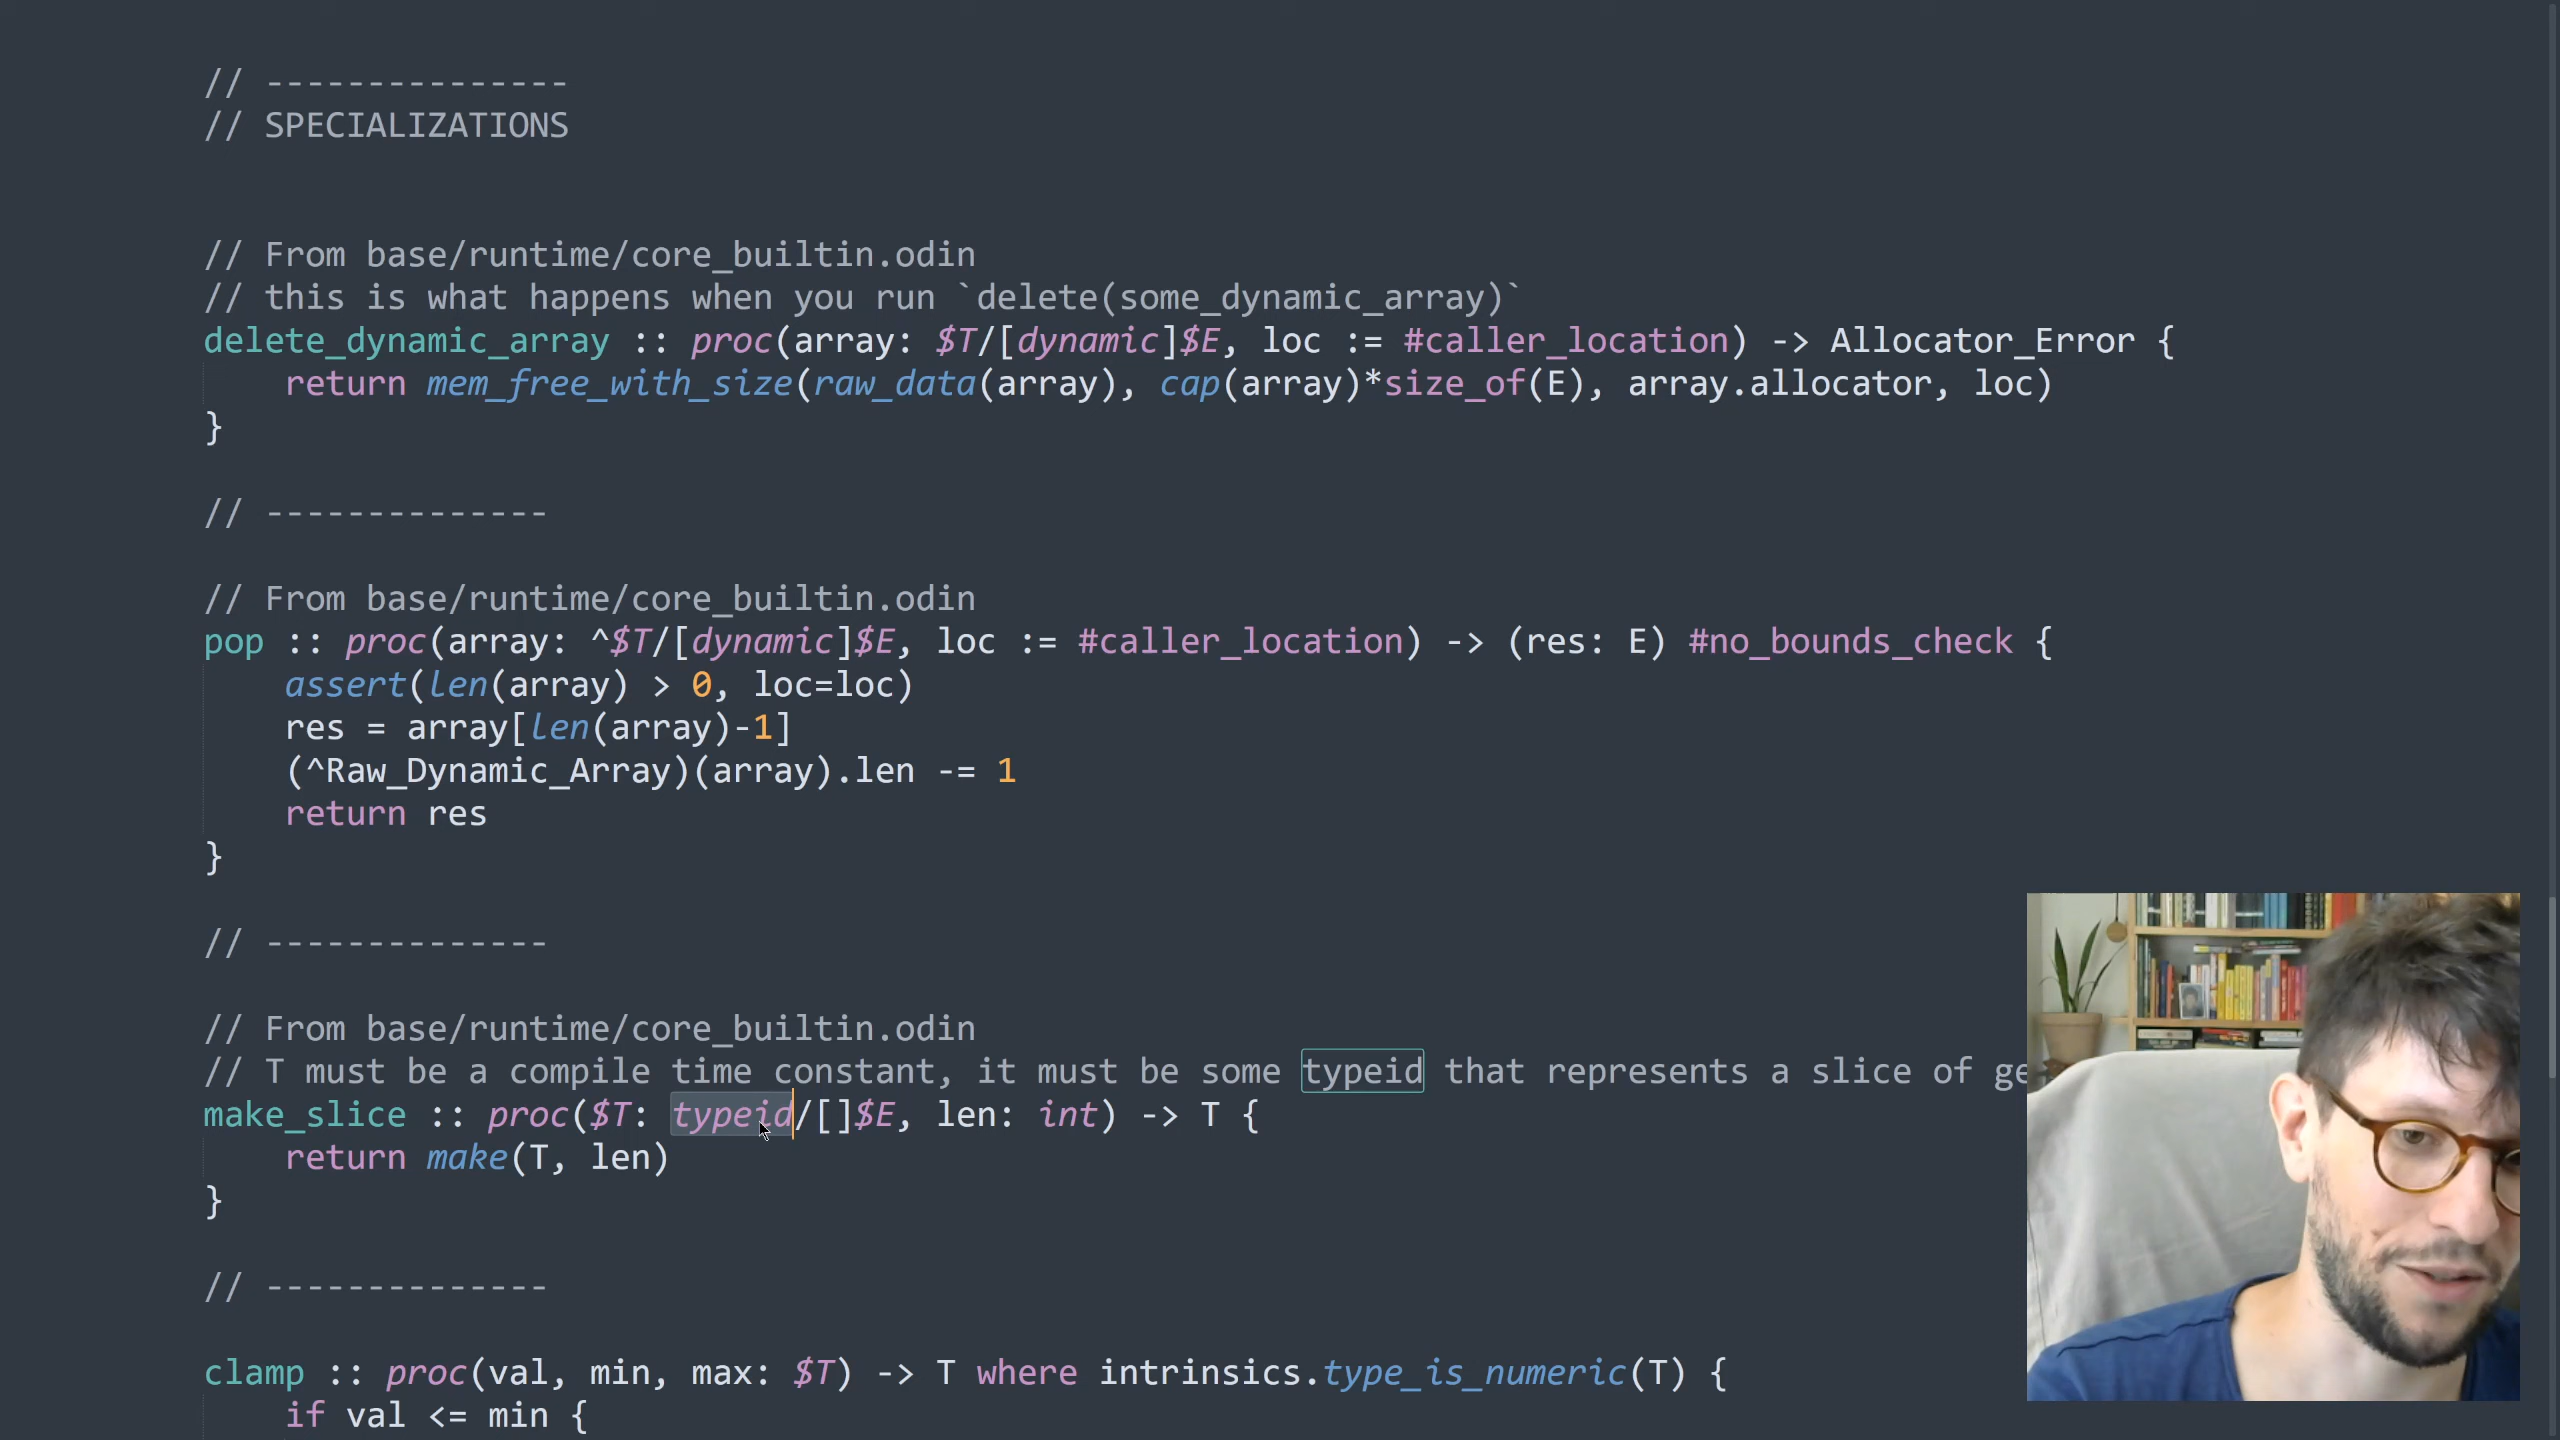 // ---------------
// SPECIALIZATIONS
// From base/runtime/core_builtin.odin
// this is what happens when you run `delete(some_dynamic_array)`
delete_dynamic_array :: proc(array: $T/[dynamic]$E, loc := #caller_location) -> Allocator_Error {
    return mem_free_with_size(raw_data(array), cap(array)*size_of(E), array.allocator, loc)
}
// --------------
// From base/runtime/core_builtin.odin
pop :: proc(array: ^$T/[dynamic]$E, loc := #caller_location) -> (res: E) #no_bounds_check {
    assert(len(array) > 0, loc=loc)
    res = array[len(array)-1]
    (^Raw_Dynamic_Array)(array).len -= 1
    return res
}
// --------------
// From base/runtime/core_builtin.odin
// T must be a compile time constant, it must be some typeid that represents a slice of ge
make_slice :: proc($T: typeid/[]$E, len: int) -> T {
    return make(T, len)
}
// --------------
clamp :: proc(val, min, max: $T) -> T where intrinsics.type_is_numeric(T) {
    if val <= min {